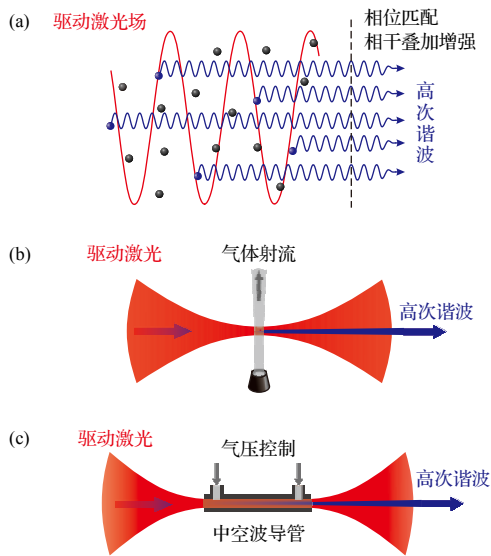 (a)
驱动激光场
相位匹配
相干叠加增强
高次谐波
(b)
驱动激光
气体射流
高次谐波
(c)
驱动激光
气压控制
高次谐波
中空波导管